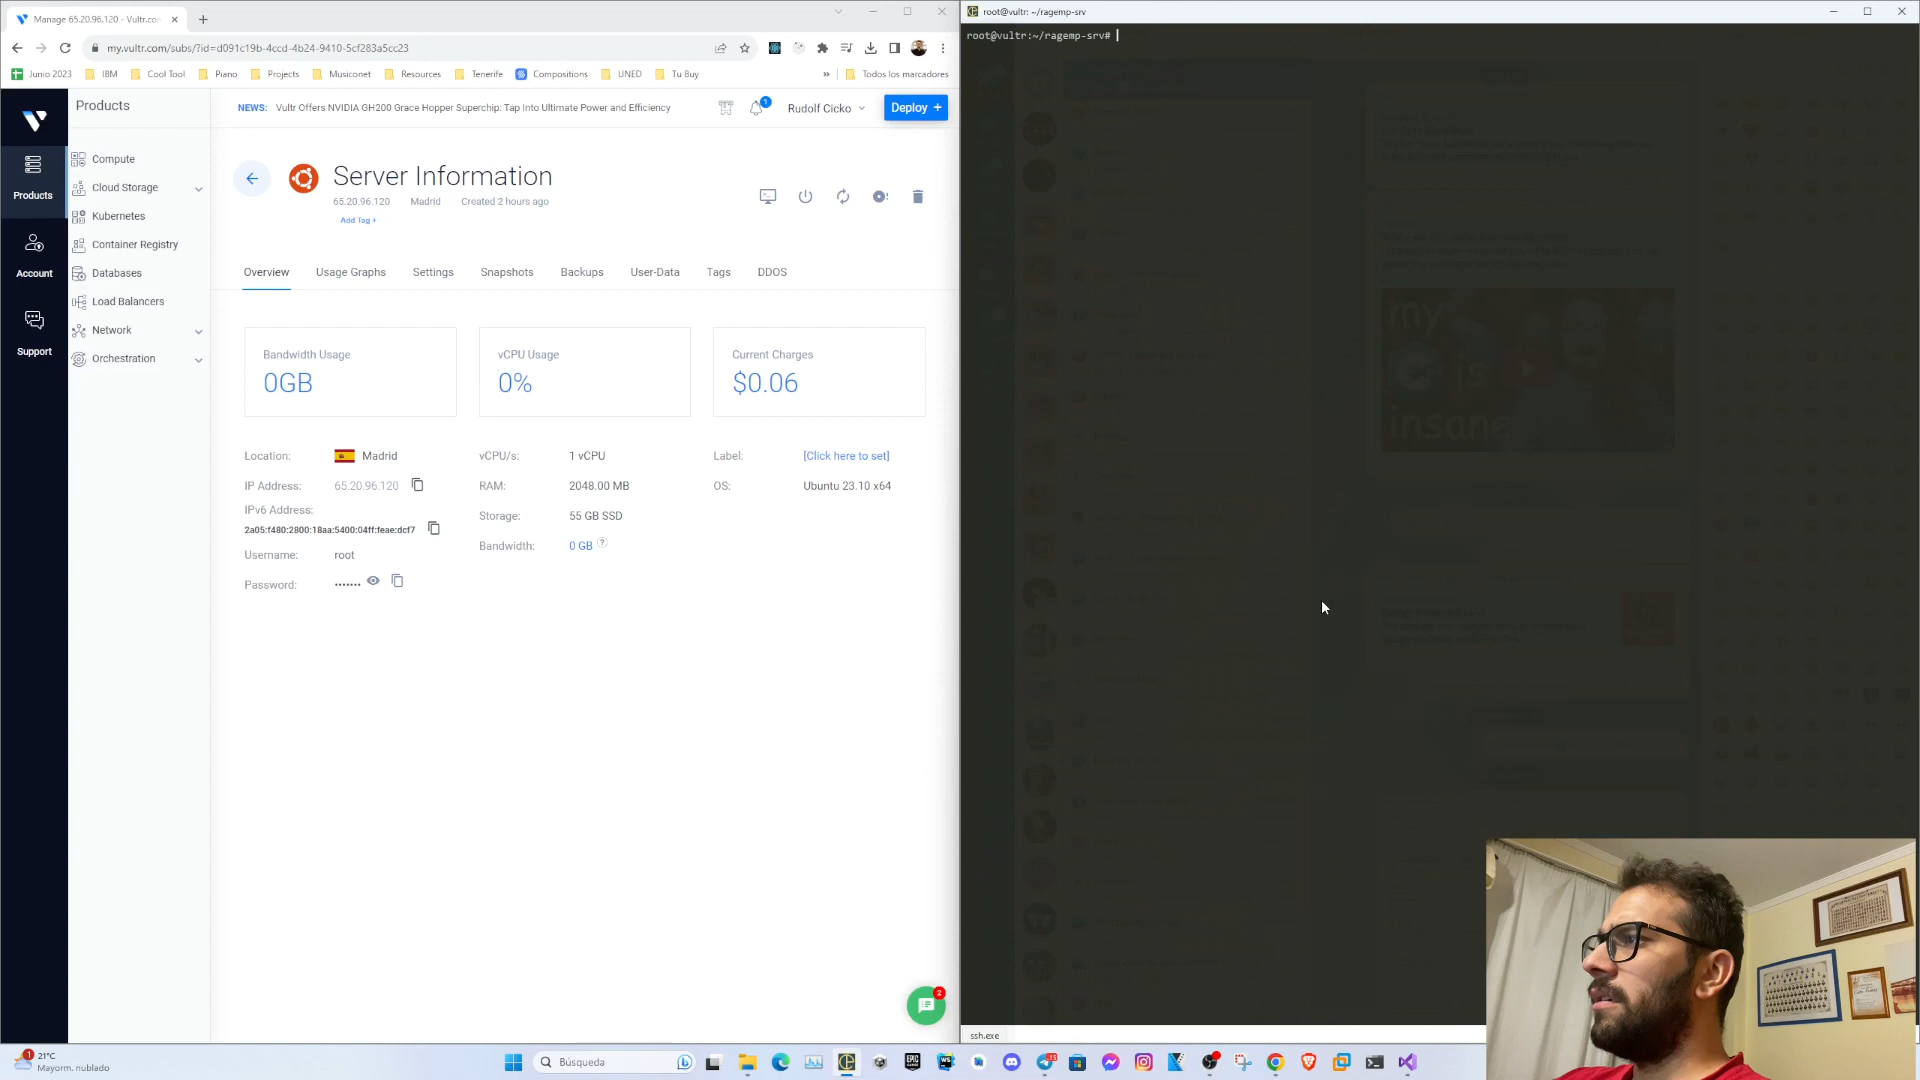 Manage 65.20.96.120 - Vultr.co
root@vultr: ~/ragemp-srv
my.vultr.com/subs/?id=d091c19b-4ccd-4b24-9410-5cf283a5cc23
root@vultr:~/ragemp-srv#
Junio 2023
IBM
Cool Tool
Piano
Projects
Musiconet
Resources
Tenerife
Compositions
UNED
Tu Buy
»
Todos los marcadores
Products
NEWS: Vultr Offers NVIDIA GH200 Grace Hopper Superchip: Tap Into Ultimate Power and Efficiency
1
Rudolf Cicko
Deploy +
Products
Account
Support
Compute
Cloud Storage
Kubernetes
Container Registry
Databases
Load Balancers
Network
Orchestration
Server Information
65.20.96.120 Madrid Created 2 hours ago
Add Tag +
Overview
Usage Graphs
Settings
Snapshots
Backups
User-Data
Tags
DDOS
Bandwidth Usage
0GB
vCPU Usage
0%
Current Charges
$0.06
Location: Madrid
IP Address: 65.20.96.120
IPv6 Address:
2a05:f480:2800:18aa:5400:04ff:feae:dcf7
Username: root
Password: •••••••
vCPU/s: 1 vCPU
RAM: 2048.00 MB
Storage: 55 GB SSD
Bandwidth: 0 GB ?
Label: [Click here to set]
OS: Ubuntu 23.10 x64
my
C is
insane
2
ssh.exe
1
21°C
Mayorm. nublado
Búsqueda